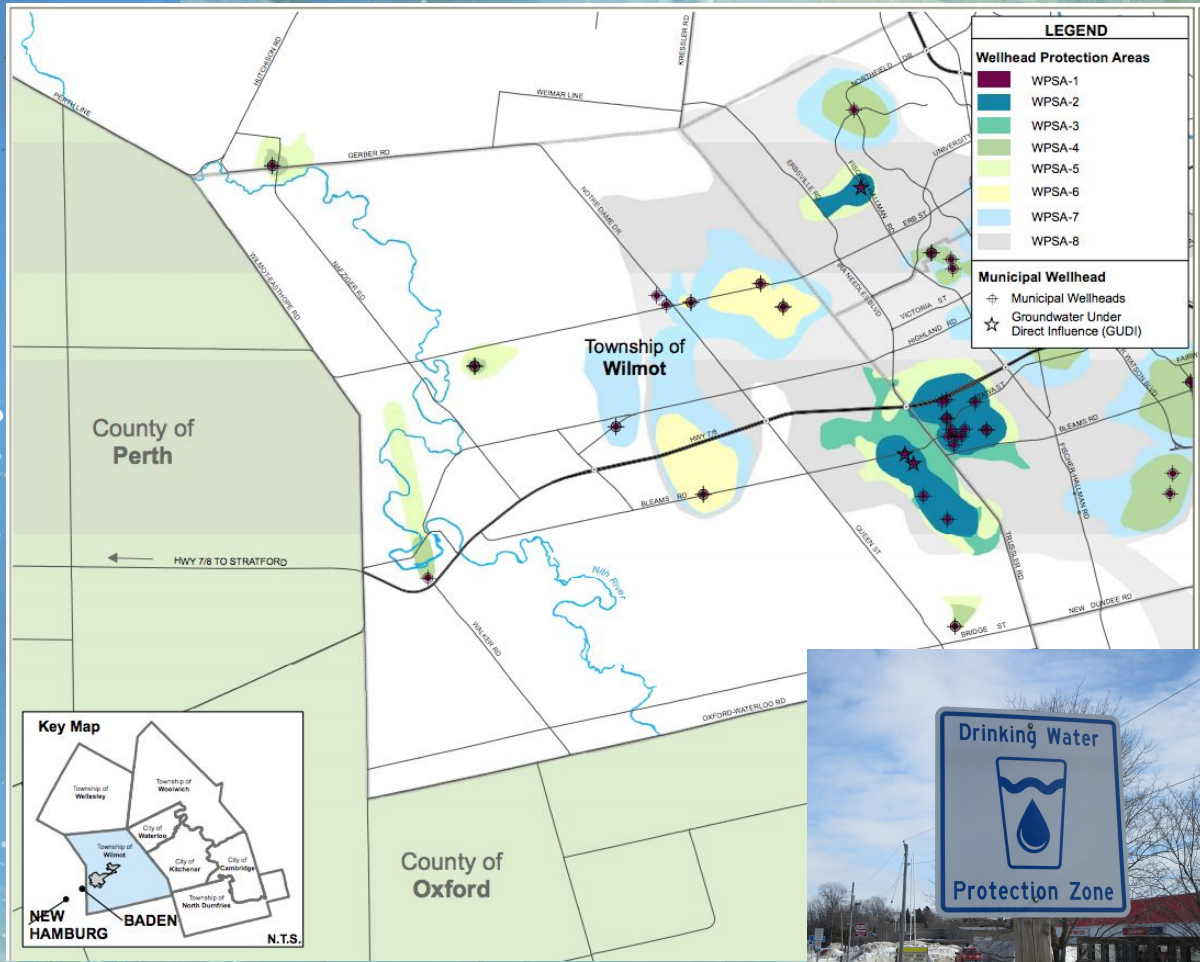 LEGEND
Wellhead Protection Areas
WPSA-1
WPSA-2
WPSA-3
WPSA-4
WPSA-5
WPSA-6
WPSA-7
WPSA-8
Municipal Wellhead
Municipal Wellheads
Groundwater Under
Direct Influence (GUDI)
HUTCHISON RD
KRESSLER RD
PERTH LINE
WEIMAR LINE
NORTHFIELD DR
GERBER RD
UNIVERSITY
ERBSVILLE RD
NOTRE DAME DR
ERB ST
WILMOT-EASTHOPE RD
NAFZIGER RD
IRA NEEDLES BLVD
VICTORIA ST
HIGHLAND RD
Township of
Wilmot
County of
Perth
HWY 7/8
BLEAMS RD
BLEAMS RD
FISCHER-HALLMAN RD
HWY 7/8 TO STRATFORD
QUEEN ST
TRUSSLER RD
Nith River
WALKER RD
NEW DUNDEE RD
BRIDGE ST
OXFORD-WATERLOO RD
County of
Oxford
Key Map
Township of
Wellesley
Township of
Woolwich
City of
Waterloo
Township of
Wilmot
City of
Kitchener
City of
Cambridge
Township of
North Dumfries
NEW
HAMBURG
BADEN
N.T.S.
Drinking Water
Protection Zone